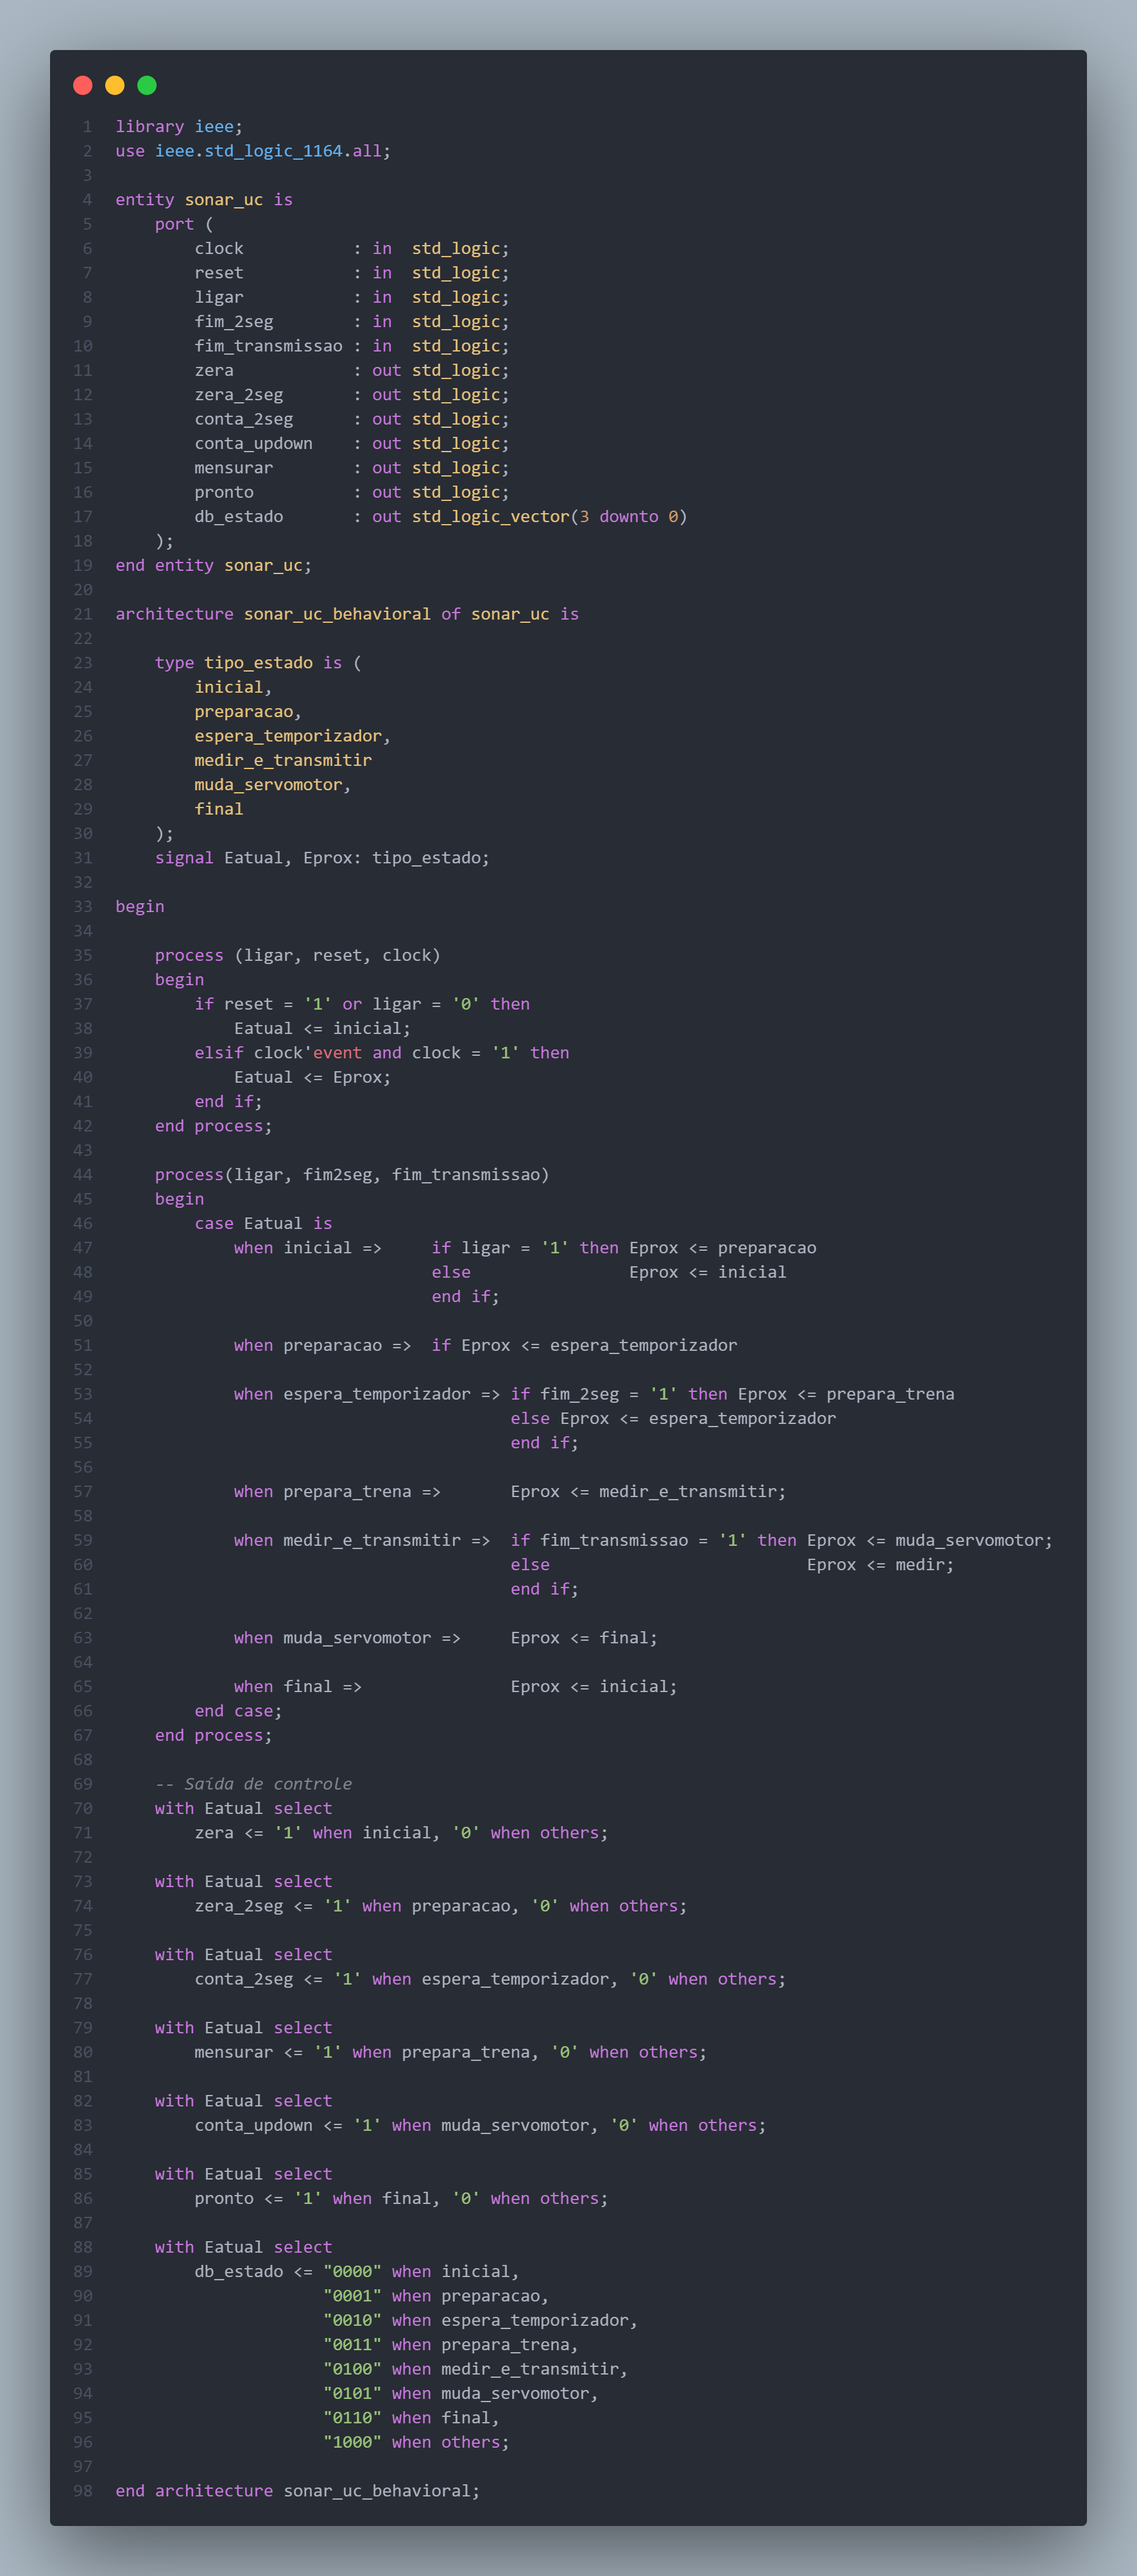 1 library ieee;
2 use ieee.std_logic_1164.all;
3
4 entity sonar_uc is
5     port (
6         clock           : in  std_logic;
7         reset           : in  std_logic;
8         ligar           : in  std_logic;
9         fim_2seg        : in  std_logic;
10         fim_transmissao : in  std_logic;
11         zera            : out std_logic;
12         zera_2seg       : out std_logic;
13         conta_2seg      : out std_logic;
14         conta_updown    : out std_logic;
15         mensurar        : out std_logic;
16         pronto          : out std_logic;
17         db_estado       : out std_logic_vector(3 downto 0)
18     );
19 end entity sonar_uc;
20
21 architecture sonar_uc_behavioral of sonar_uc is
22
23     type tipo_estado is (
24         inicial,
25         preparacao,
26         espera_temporizador,
27         medir_e_transmitir
28         muda_servomotor,
29         final
30     );
31     signal Eatual, Eprox: tipo_estado;
32
33 begin
34
35     process (ligar, reset, clock)
36     begin
37         if reset = '1' or ligar = '0' then
38             Eatual <= inicial;
39         elsif clock'event and clock = '1' then
40             Eatual <= Eprox;
41         end if;
42     end process;
43
44     process(ligar, fim2seg, fim_transmissao)
45     begin
46         case Eatual is
47             when inicial =>     if ligar = '1' then Eprox <= preparacao
48                                 else                Eprox <= inicial
49                                 end if;
50
51             when preparacao =>  if Eprox <= espera_temporizador
52
53             when espera_temporizador => if fim_2seg = '1' then Eprox <= prepara_trena
54                                         else Eprox <= espera_temporizador
55                                         end if;
56
57             when prepara_trena =>       Eprox <= medir_e_transmitir;
58
59             when medir_e_transmitir =>  if fim_transmissao = '1' then Eprox <= muda_servomotor;
60                                         else                          Eprox <= medir;
61                                         end if;
62
63             when muda_servomotor =>     Eprox <= final;
64
65             when final =>               Eprox <= inicial;
66         end case;
67     end process;
68
69     -- Saída de controle
70     with Eatual select
71         zera <= '1' when inicial, '0' when others;
72
73     with Eatual select
74         zera_2seg <= '1' when preparacao, '0' when others;
75
76     with Eatual select
77         conta_2seg <= '1' when espera_temporizador, '0' when others;
78
79     with Eatual select
80         mensurar <= '1' when prepara_trena, '0' when others;
81
82     with Eatual select
83         conta_updown <= '1' when muda_servomotor, '0' when others;
84
85     with Eatual select
86         pronto <= '1' when final, '0' when others;
87
88     with Eatual select
89         db_estado <= "0000" when inicial,
90                      "0001" when preparacao,
91                      "0010" when espera_temporizador,
92                      "0011" when prepara_trena,
93                      "0100" when medir_e_transmitir,
94                      "0101" when muda_servomotor,
95                      "0110" when final,
96                      "1000" when others;
97
98 end architecture sonar_uc_behavioral;